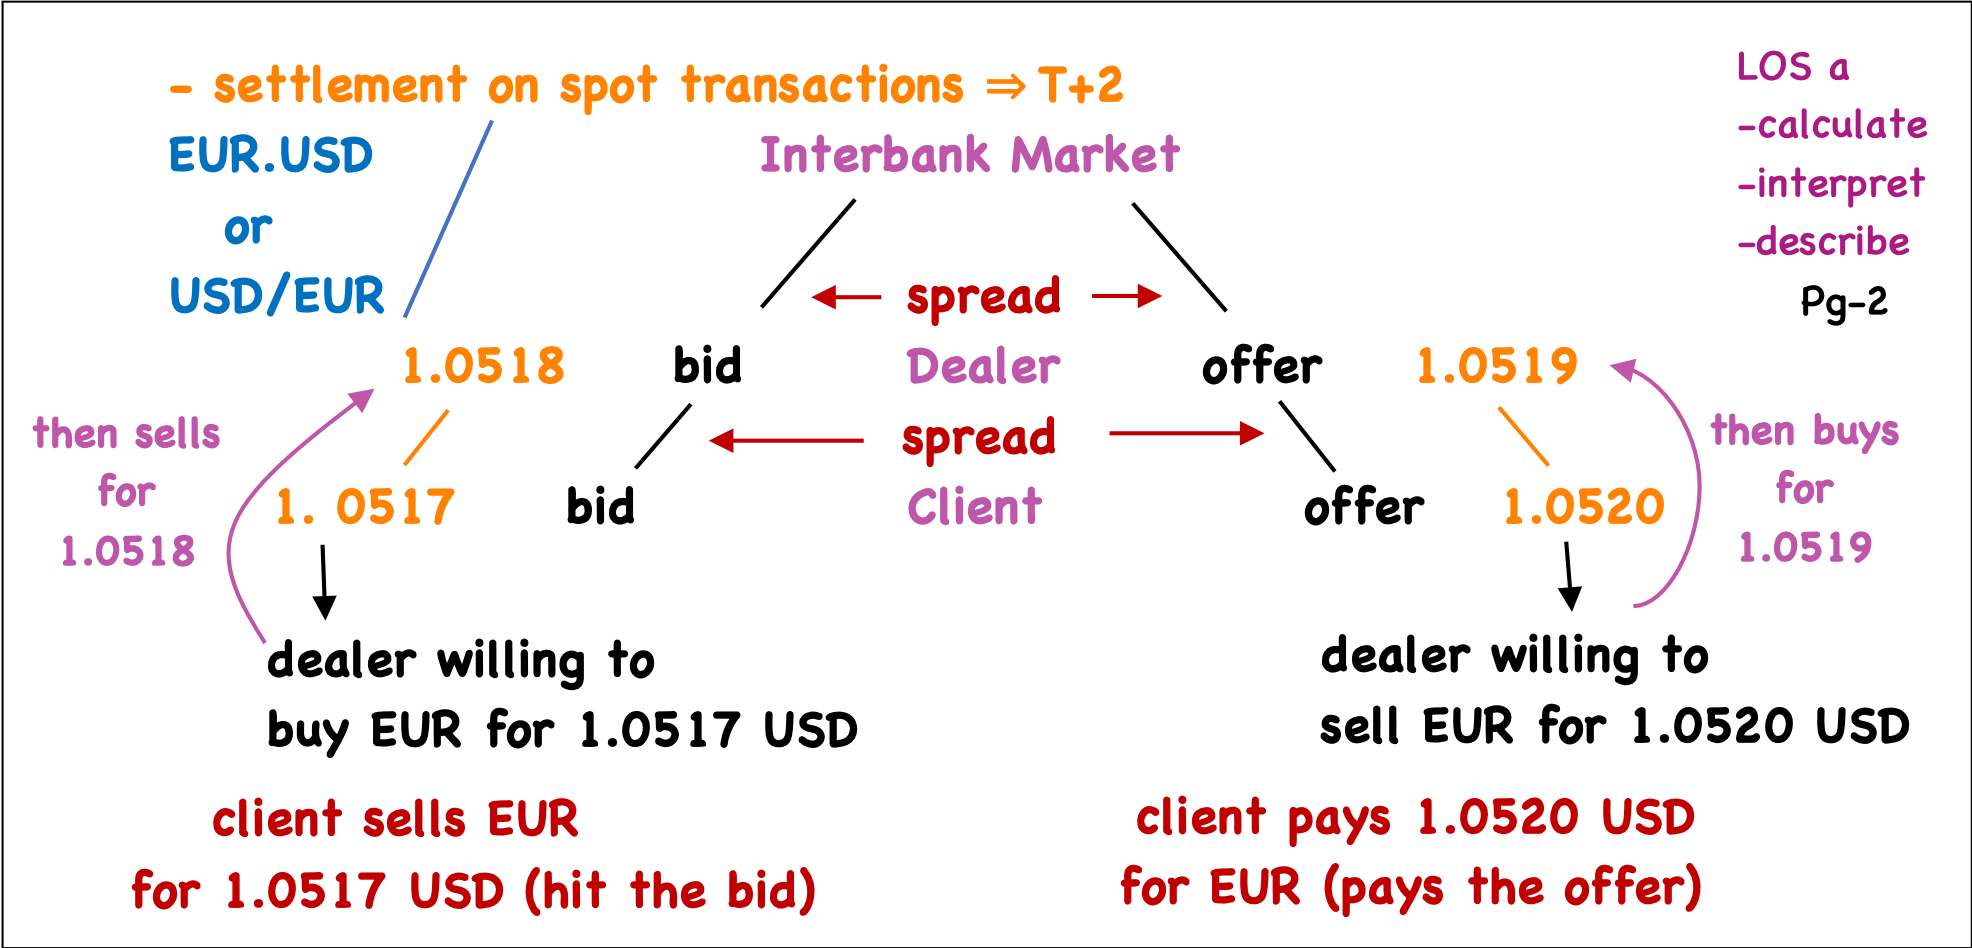 - settlement on spot transactions ⇒ T+2
LOS a
-calculate
-interpret
-describe
Pg-2
EUR.USD
or
USD/EUR
Interbank Market
spread
1.0518 bid Dealer offer 1.0519
spread
1. 0517 bid Client offer 1.0520
then sells
for
1.0518
then buys
for
1.0519
dealer willing to
buy EUR for 1.0517 USD
dealer willing to
sell EUR for 1.0520 USD
client sells EUR
for 1.0517 USD (hit the bid)
client pays 1.0520 USD
for EUR (pays the offer)